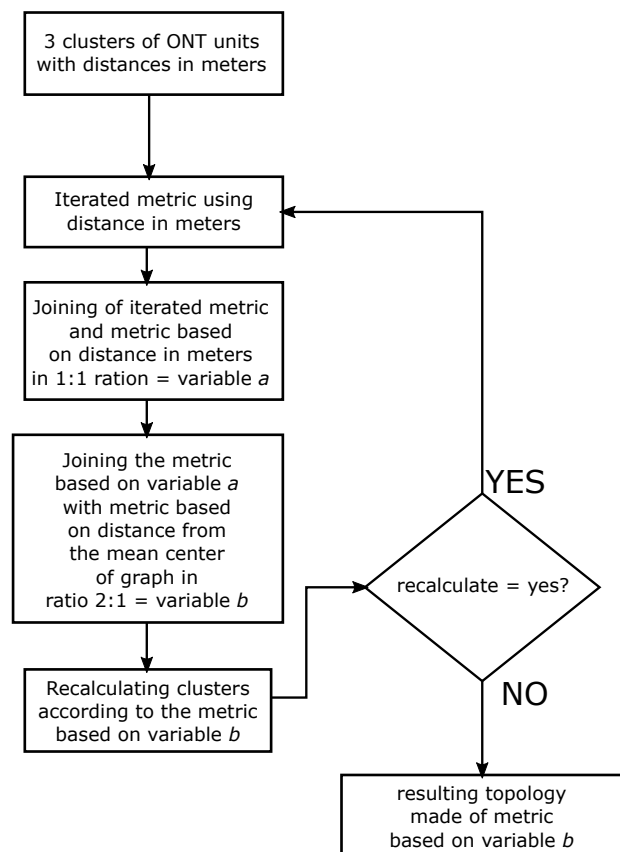 3 clusters of ONT units
with distances in meters
Iterated metric using
distance in meters
Joining of iterated metric
and metric based
on distance in meters
in 1:1 ration = variable a
Joining the metric
based on variable a
with metric based
on distance from
the mean center
of graph in
ratio 2:1 = variable b
Recalculating clusters
according to the metric
based on variable b
YES
recalculate = yes?
NO
resulting topology
made of metric
based on variable b